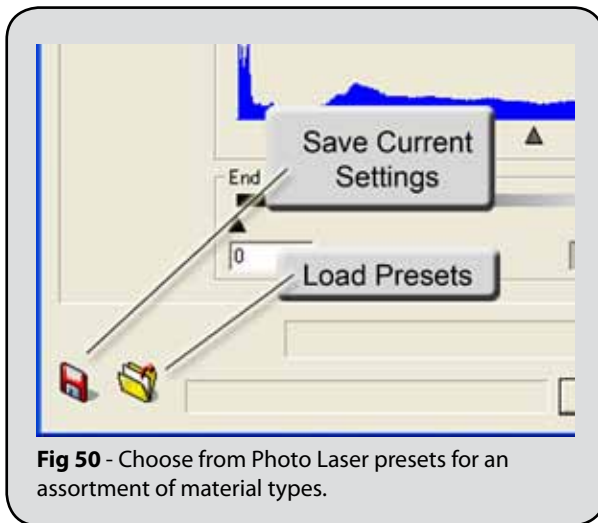 Save Current
Settings
End
0
Load Presets
Fig 50 - Choose from Photo Laser presets for an
assortment of material types.